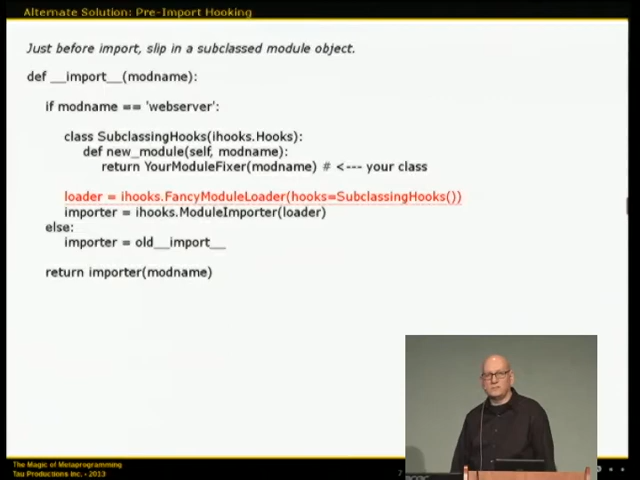 Alternate Solution: Pre-Import Hooking
Just before import, slip in a subclassed module object.
def __import__(modname):
if modname == 'webserver':
class SubclassingHooks(ihooks.Hooks):
def new_module(self, modname):
return YourModuleFixer(modname) # <--- your class
loader = ihooks.FancyModuleLoader(hooks=SubclassingHooks())
importer = ihooks.ModuleImporter(loader)
else:
importer = old__import__
return importer(modname)
The Magic of Metaprogramming
Tau Productions Inc. - 2013
7